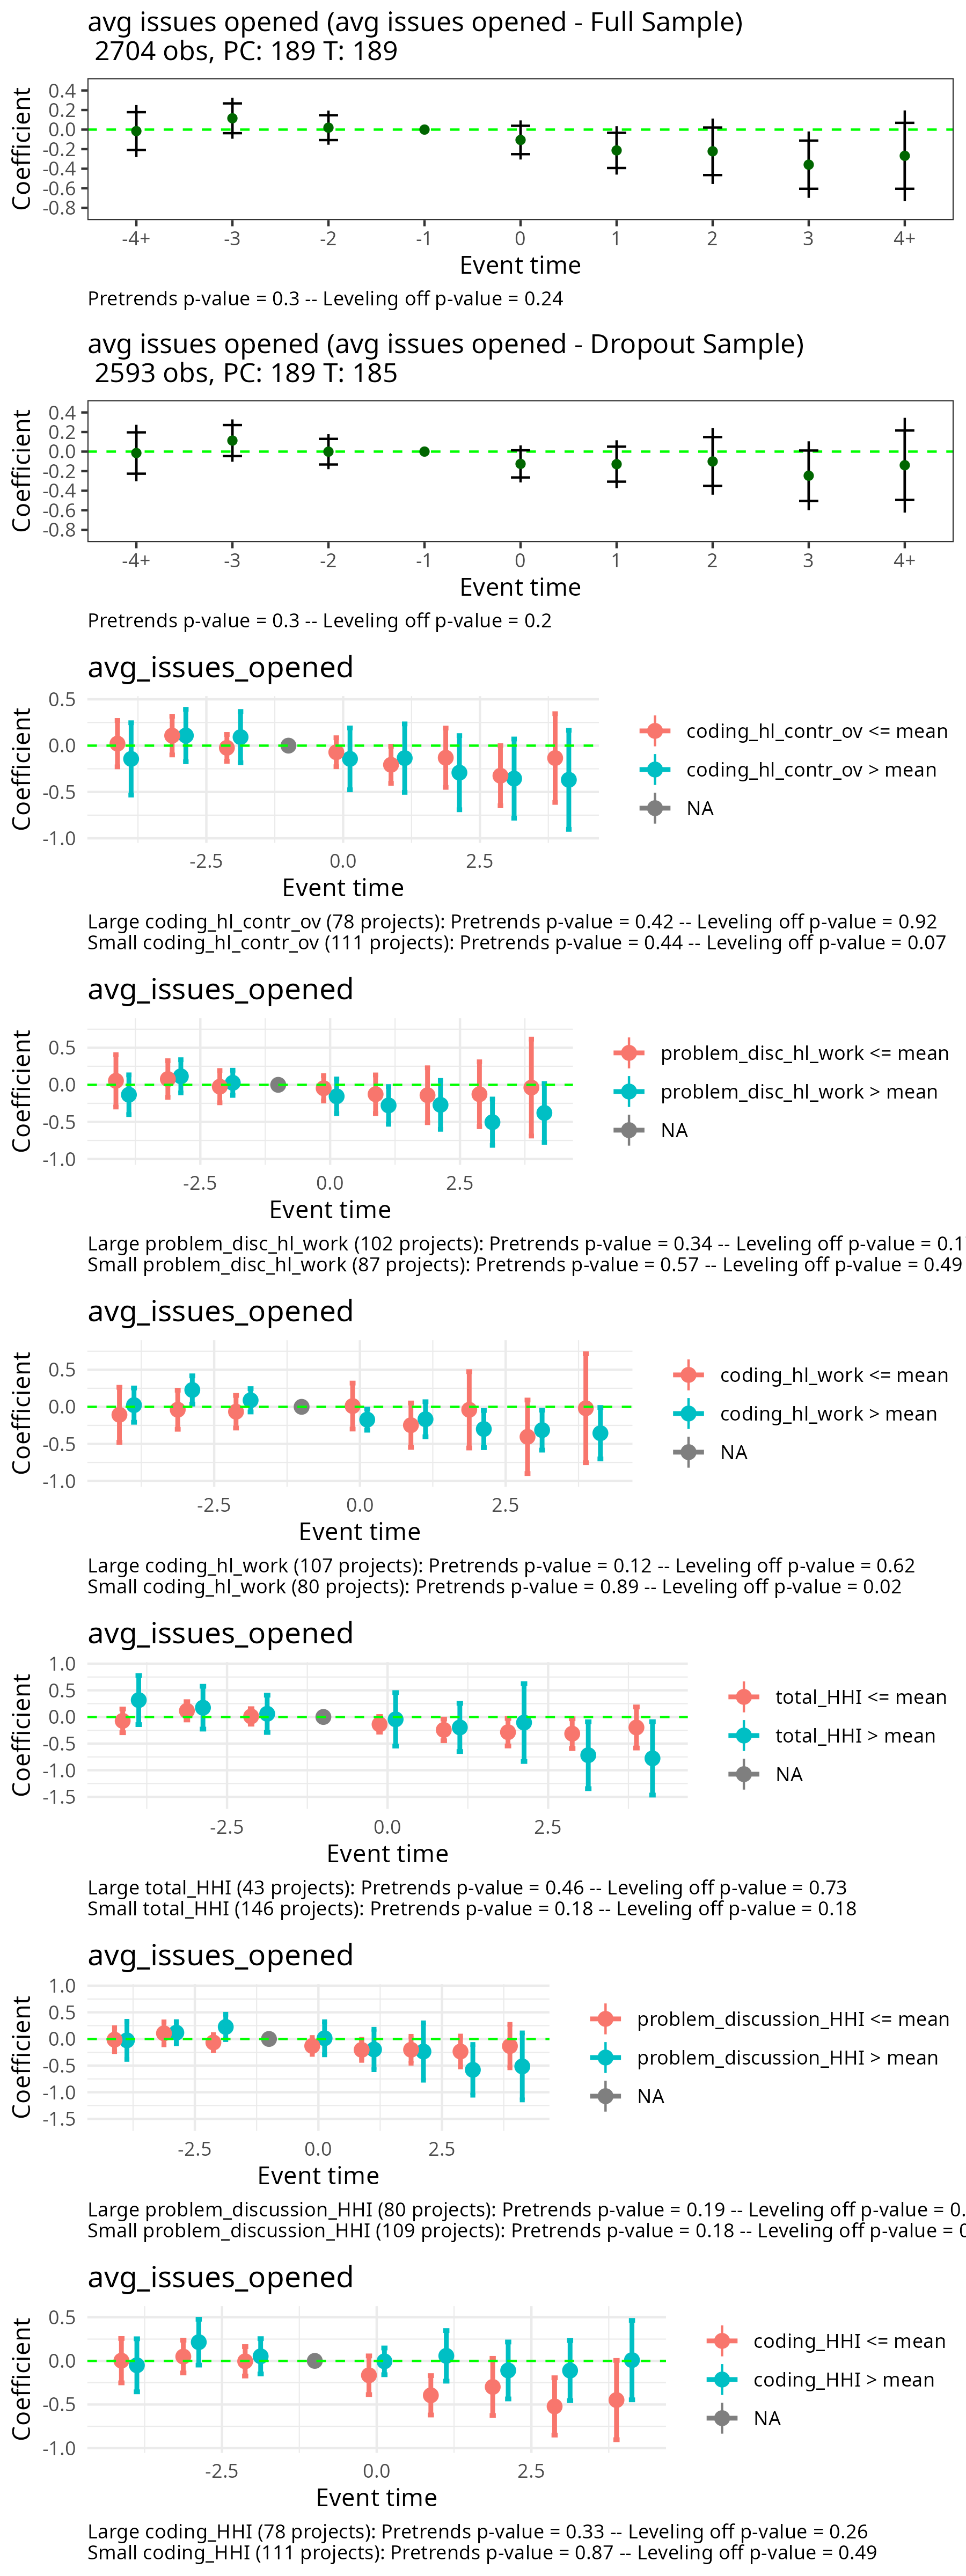 avg issues opened (avg issues opened - Full Sample)
2704 obs, PC: 189 T: 189
0.4
0.2
0.0
-0.2
-0.4
-0.6
-0.8
Coefficient
-4+ -3 -2 -1 0 1 2 3 4+
Event time
Pretrends p-value = 0.3 -- Leveling off p-value = 0.24
avg issues opened (avg issues opened - Dropout Sample)
2593 obs, PC: 189 T: 185
0.4
0.2
0.0
-0.2
-0.4
-0.6
-0.8
Coefficient
-4+ -3 -2 -1 0 1 2 3 4+
Event time
Pretrends p-value = 0.3 -- Leveling off p-value = 0.2
avg_issues_opened
0.5
0.0
-0.5
-1.0
Coefficient
-2.5 0.0 2.5
Event time
coding_hl_contr_ov <= mean
coding_hl_contr_ov > mean
NA
Large coding_hl_contr_ov (78 projects): Pretrends p-value = 0.42 -- Leveling off p-value = 0.92
Small coding_hl_contr_ov (111 projects): Pretrends p-value = 0.44 -- Leveling off p-value = 0.07
avg_issues_opened
0.5
0.0
-0.5
-1.0
Coefficient
-2.5 0.0 2.5
Event time
problem_disc_hl_work <= mean
problem_disc_hl_work > mean
NA
Large problem_disc_hl_work (102 projects): Pretrends p-value = 0.34 -- Leveling off p-value = 0.1
Small problem_disc_hl_work (87 projects): Pretrends p-value = 0.57 -- Leveling off p-value = 0.49
avg_issues_opened
0.5
0.0
-0.5
-1.0
Coefficient
-2.5 0.0 2.5
Event time
coding_hl_work <= mean
coding_hl_work > mean
NA
Large coding_hl_work (107 projects): Pretrends p-value = 0.12 -- Leveling off p-value = 0.62
Small coding_hl_work (80 projects): Pretrends p-value = 0.89 -- Leveling off p-value = 0.02
avg_issues_opened
1.0
0.5
0.0
-0.5
-1.0
-1.5
Coefficient
-2.5 0.0 2.5
Event time
total_HHI <= mean
total_HHI > mean
NA
Large total_HHI (43 projects): Pretrends p-value = 0.46 -- Leveling off p-value = 0.73
Small total_HHI (146 projects): Pretrends p-value = 0.18 -- Leveling off p-value = 0.18
avg_issues_opened
1.0
0.5
0.0
-0.5
-1.0
-1.5
Coefficient
-2.5 0.0 2.5
Event time
problem_discussion_HHI <= mean
problem_discussion_HHI > mean
NA
Large problem_discussion_HHI (80 projects): Pretrends p-value = 0.19 -- Leveling off p-value = 0.
Small problem_discussion_HHI (109 projects): Pretrends p-value = 0.18 -- Leveling off p-value = 0
avg_issues_opened
0.5
0.0
-0.5
-1.0
Coefficient
-2.5 0.0 2.5
Event time
coding_HHI <= mean
coding_HHI > mean
NA
Large coding_HHI (78 projects): Pretrends p-value = 0.33 -- Leveling off p-value = 0.26
Small coding_HHI (111 projects): Pretrends p-value = 0.87 -- Leveling off p-value = 0.49